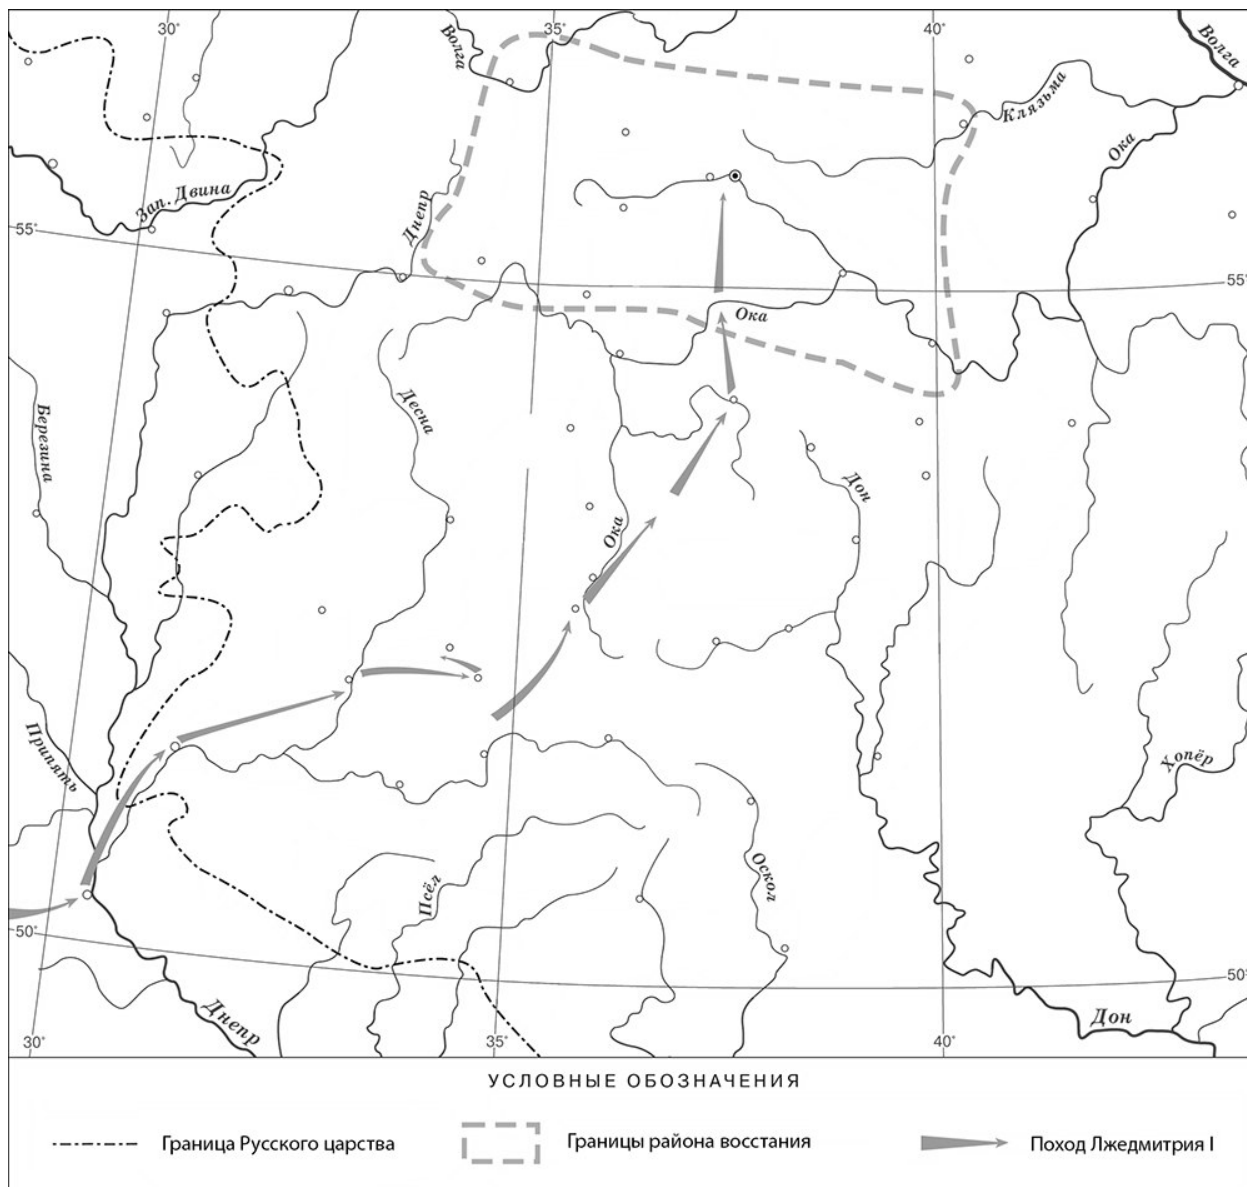 30°
35°
40°
Волга
Волга
Клязьма
Ока
Зап. Двина
Днепр
55°
55°
Ока
Березина
Десна
Дон
Ока
Припять
Хопёр
Псёл
Оскол
50°
50°
Днепр
Дон
30°
35°
40°
УСЛОВНЫЕ ОБОЗНАЧЕНИЯ
Граница Русского царства
Границы района восстания
Поход Лжедмитрия I